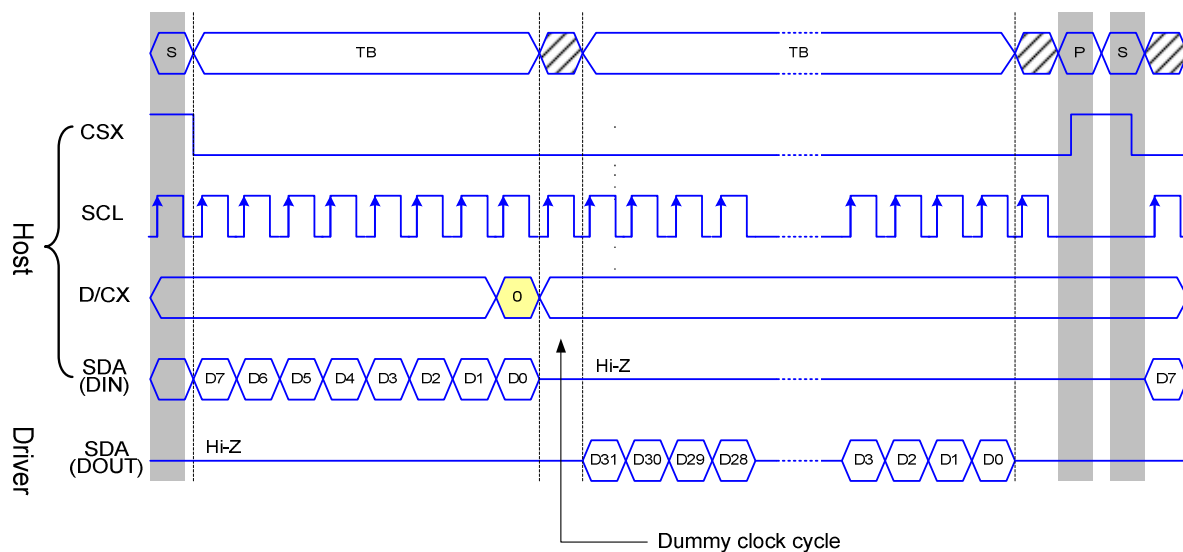 S TB TB P S
CSX
SCL
D/CX 0
Host
SDA
(DIN) D7 D6 D5 D4 D3 D2 D1 D0 Hi-Z D7
Driver
SDA
(DOUT) Hi-Z D31 D30 D29 D28 D3 D2 D1 D0
Dummy clock cycle